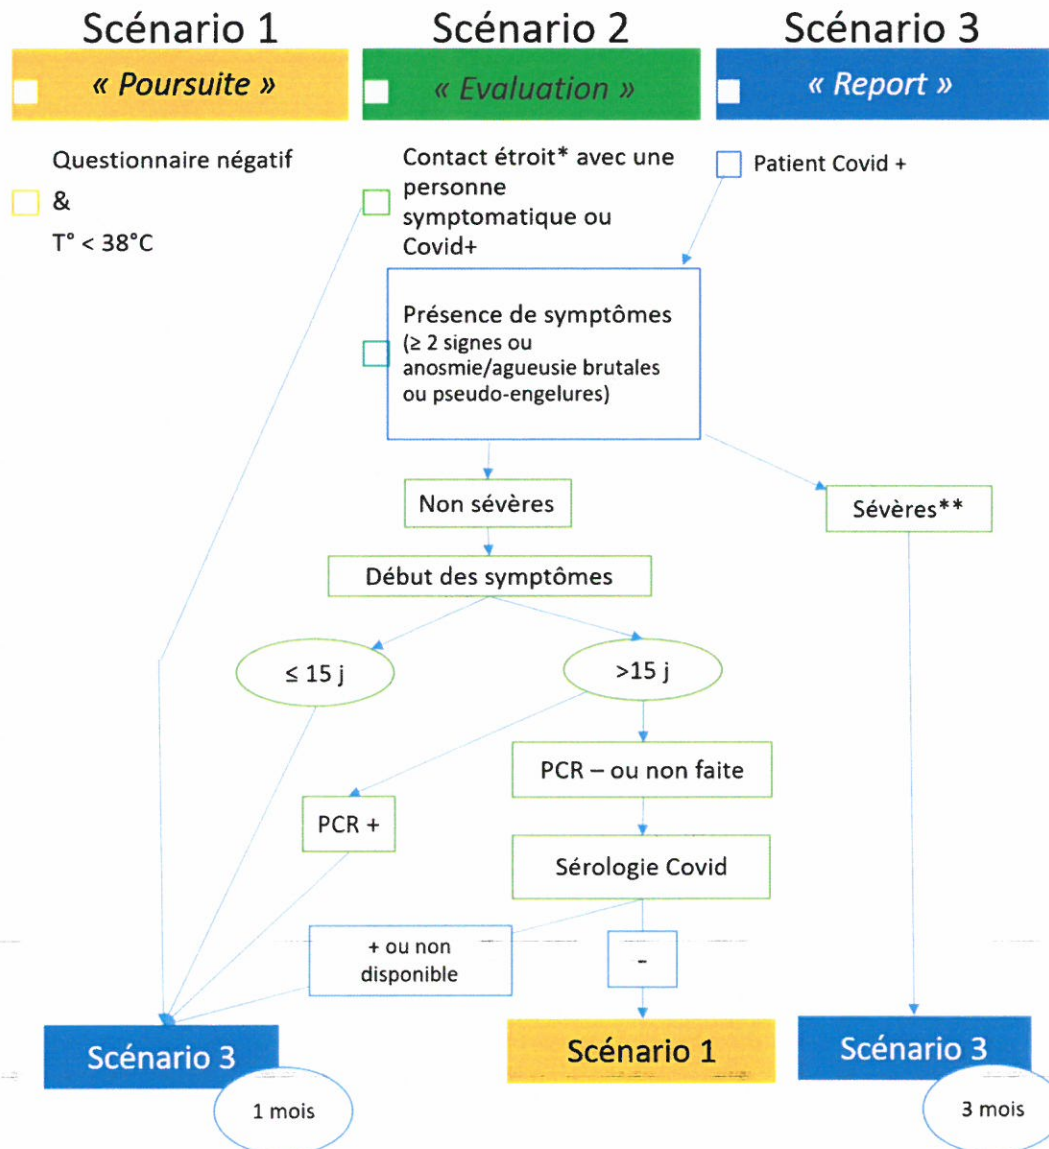 Scénario 1
Scénario 2
Scénario 3
« Poursuite »
« Evaluation »
« Report »
Questionnaire négatif
&
T° < 38°C
Contact étroit* avec une
personne
symptomatique ou
Covid+
Patient Covid +
Présence de symptômes
(≥ 2 signes ou
anosmie/agueusie brutales
ou pseudo-engelures)
Non sévères
Sévères**
Début des symptômes
≤ 15 j
>15 j
PCR – ou non faite
PCR +
Sérologie Covid
+ ou non
disponible
-
Scénario 3
Scénario 1
Scénario 3
1 mois
3 mois